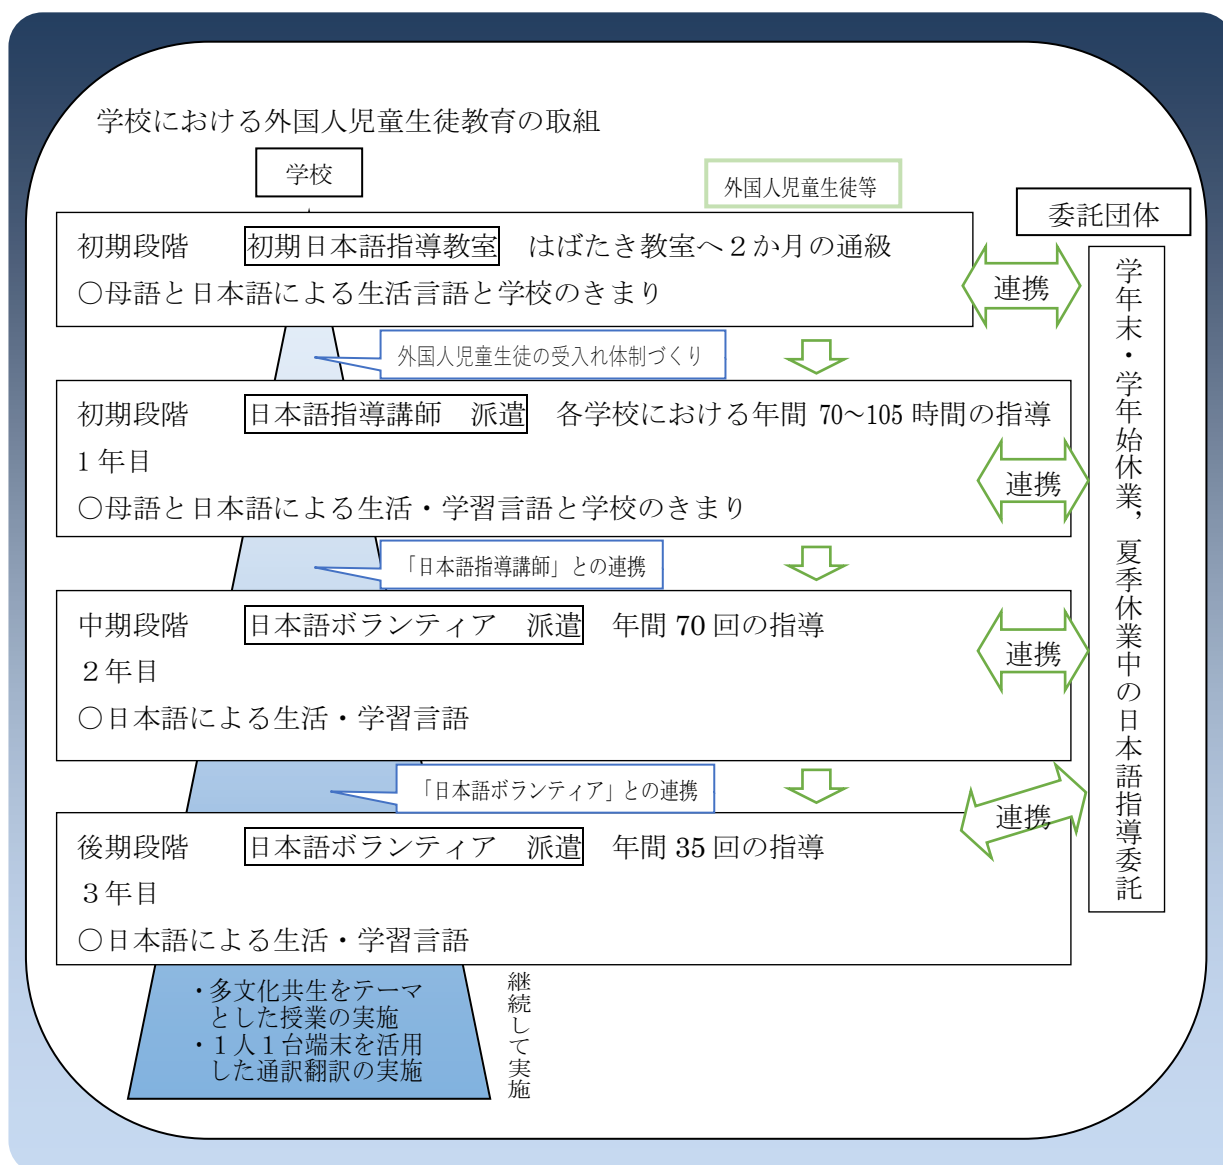 学校における外国人児童生徒教育の取組
学校
外国人児童生徒等
委託団体
初期段階　初期日本語指導教室　はばたき教室へ２か月の通級
○母語と日本語による生活言語と学校のきまり
連携
外国人児童生徒の受入れ体制づくり
初期段階　日本語指導講師　派遣　各学校における年間 70~105 時間の指導
１年目
○母語と日本語による生活・学習言語と学校のきまり
連携
「日本語指導講師」との連携
中期段階　日本語ボランティア　派遣　年間 70 回の指導
２年目
○日本語による生活・学習言語
連携
「日本語ボランティア」との連携
後期段階　日本語ボランティア　派遣　年間 35 回の指導
３年目
○日本語による生活・学習言語
連携
学年末・学年始休業，夏季休業中の日本語指導委託
・多文化共生をテーマ
とした授業の実施
・１人１台端末を活用
した通訳翻訳の実施
継続して実施